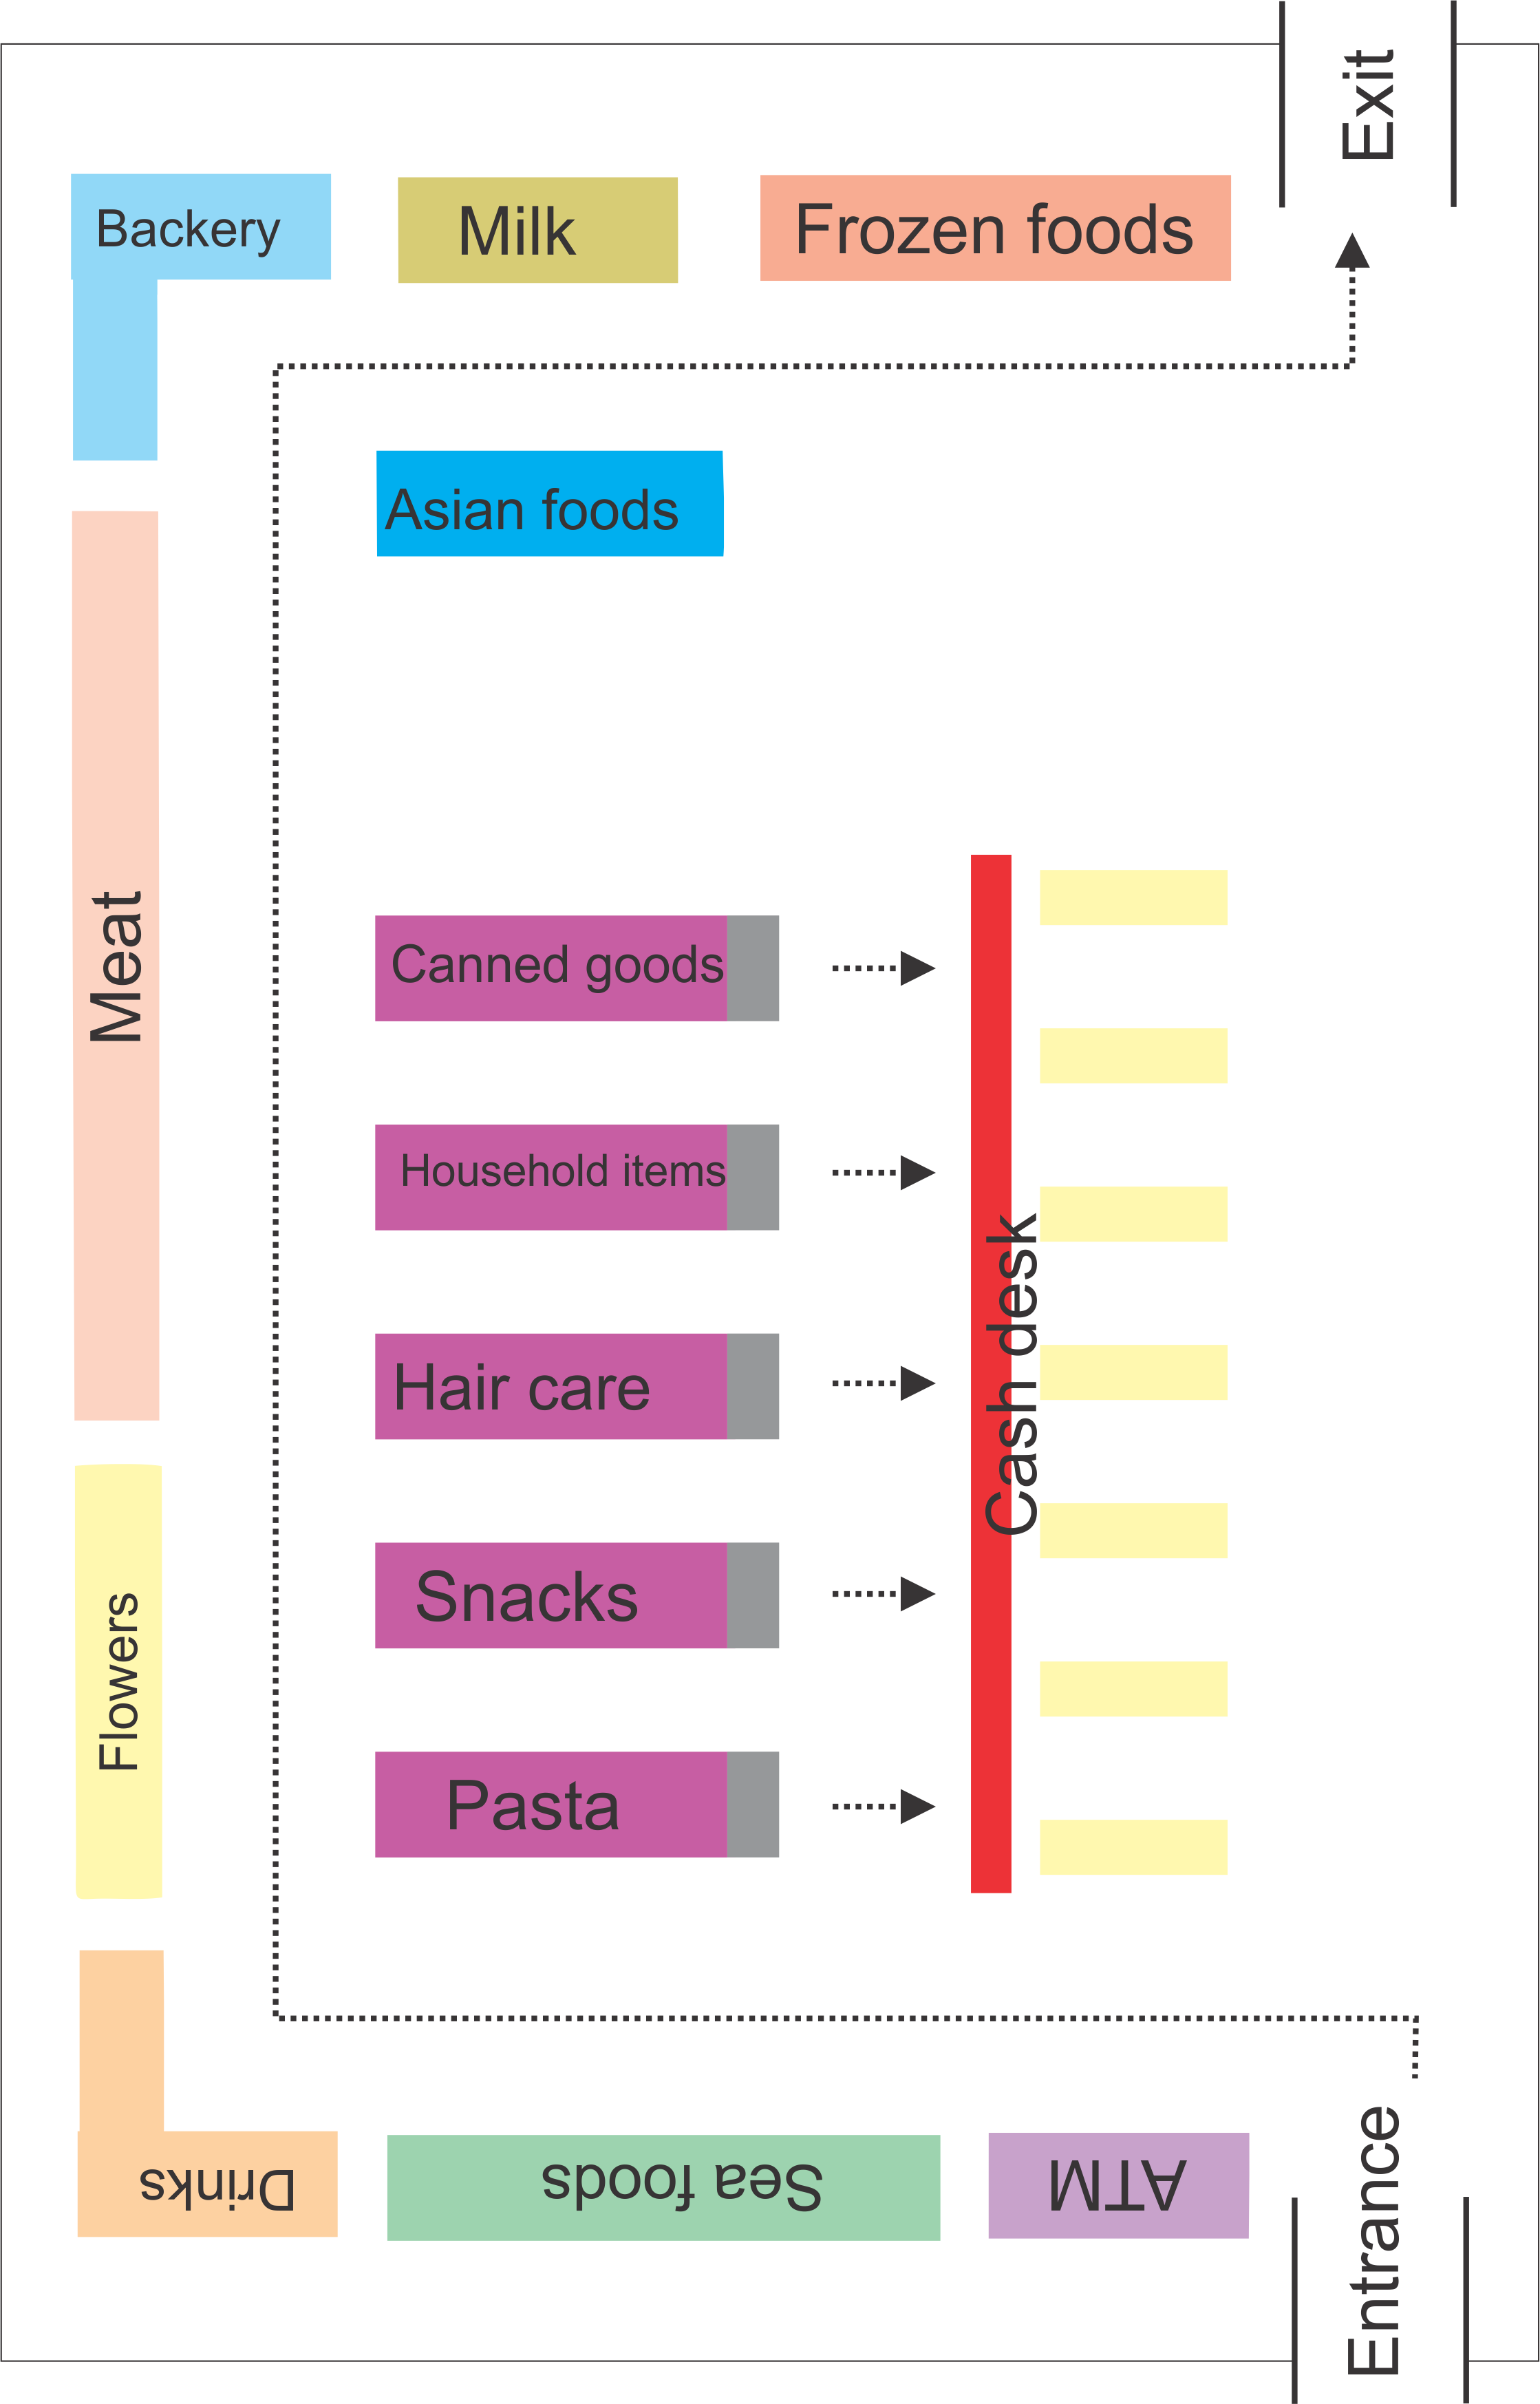 Exit
Backery
Milk
Frozen foods
Asian foods
Meat
Canned goods
Household items
Cash desk
Hair care
Snacks
Flowers
Pasta
Drinks
Sea foods
ATM
Entrance